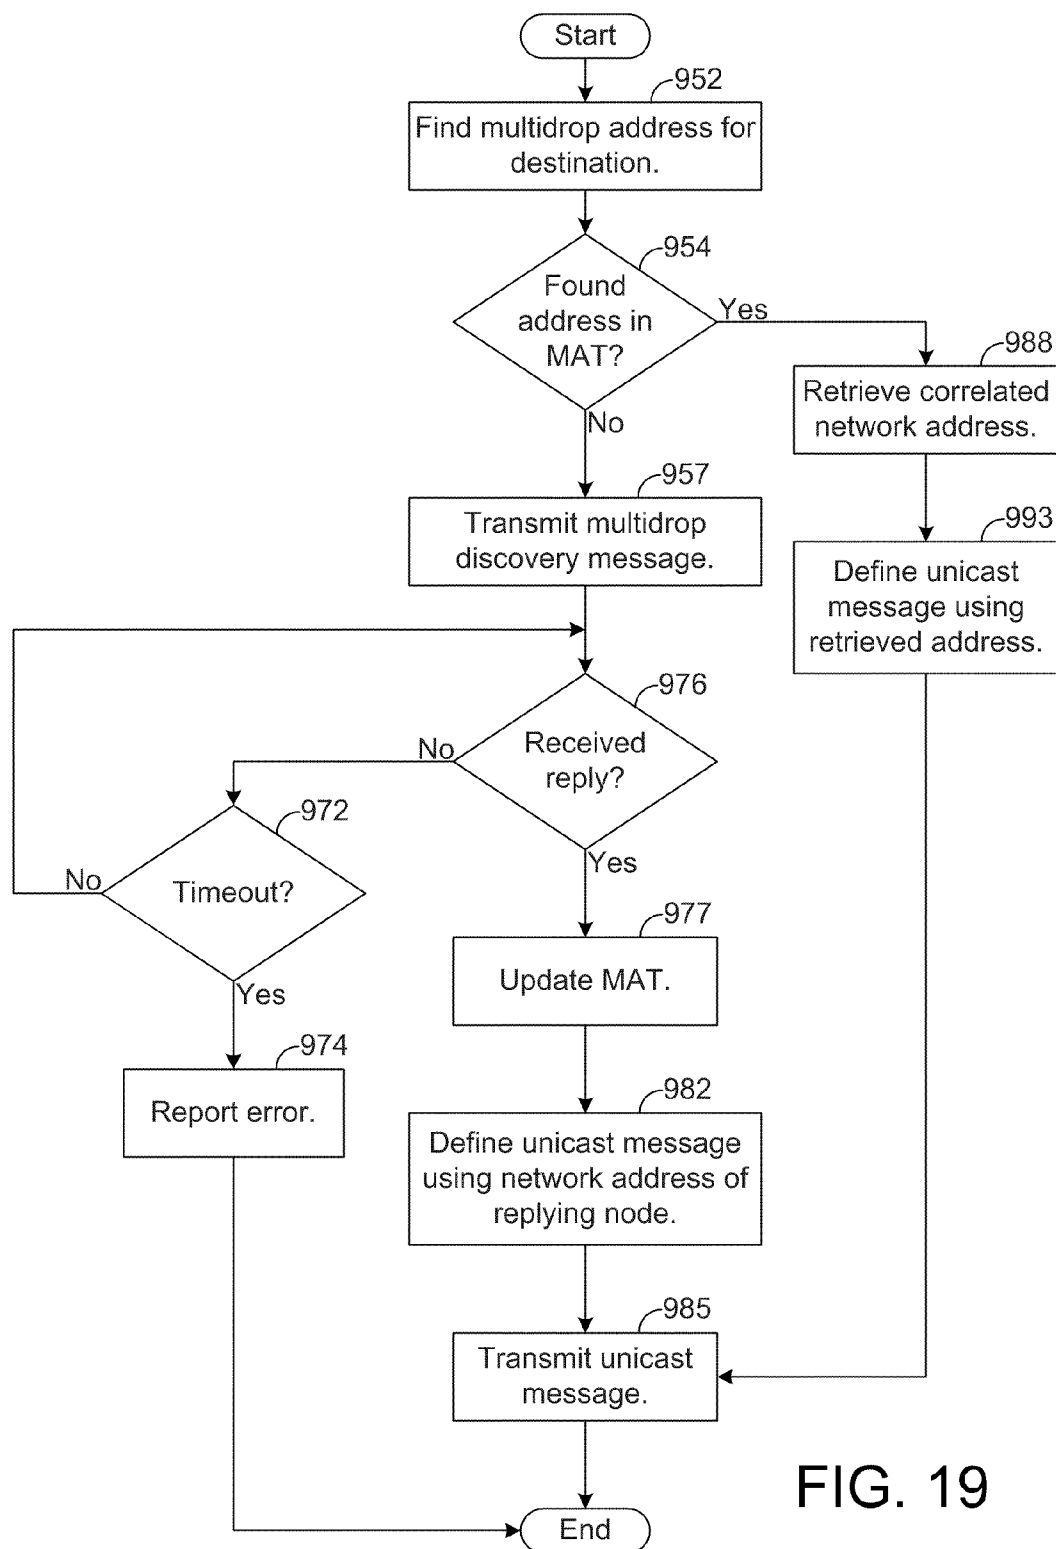 Start
952
Find multidrop address for
destination.
954
Found
address in
MAT?
Yes
No
988
Retrieve correlated
network address.
957
Transmit multidrop
discovery message.
993
Define unicast
message using
retrieved address.
976
Received
reply?
No
Yes
972
Timeout?
No
Yes
977
Update MAT.
974
Report error.
982
Define unicast message
using network address of
replying node.
985
Transmit unicast
message.
End
FIG. 19